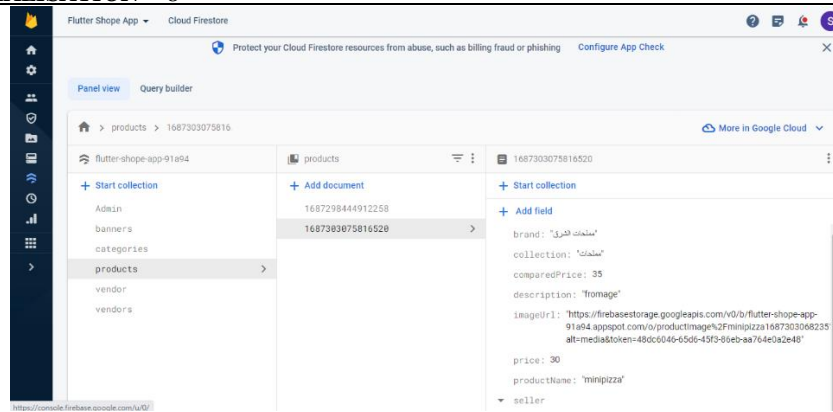 Flutter Shope App
Cloud Firestore
S
Protect your Cloud Firestore resources from abuse, such as billing fraud or phishing
Configure App Check
Panel view
Query builder
products > 1687303075816
More in Google Cloud
flutter-shope-app-91a94
products
1687303075816520
+ Start collection
+ Add document
+ Start collection
Admin
banners
categories
products
vendor
vendors
1687298444912258
1687303075816520
+ Add field
brand: "مملحات الشرق"
collection: "مملحات"
comparedPrice: 35
description: "fromage"
imageUrl: "https://firebasestorage.googleapis.com/v0/b/flutter-shope-app-
91a94.appspot.com/o/productImage%2Fminipizza1687303068235
alt=media&token=48dc6046-65d6-45f3-86eb-aa764e0a2e48"
price: 30
productName: "minipizza"
seller
https://console.firebase.google.com/u/0/